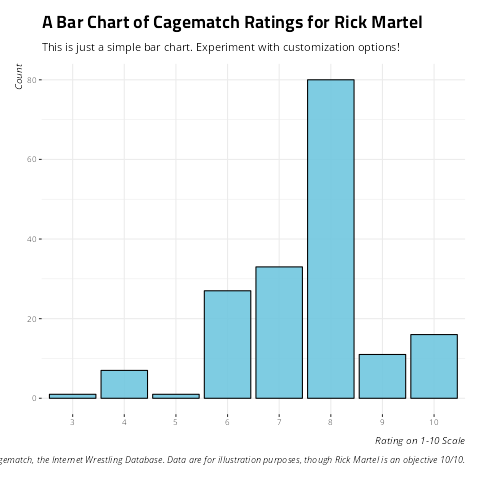 A Bar Chart of Cagematch Ratings for Rick Martel
This is just a simple bar chart. Experiment with customization options!
Count
80
60
40
20
0
3 4 5 6 7 8 9 10
Rating on 1-10 Scale
gematch, the Internet Wrestling Database. Data are for illustration purposes, though Rick Martel is an objective 10/10.